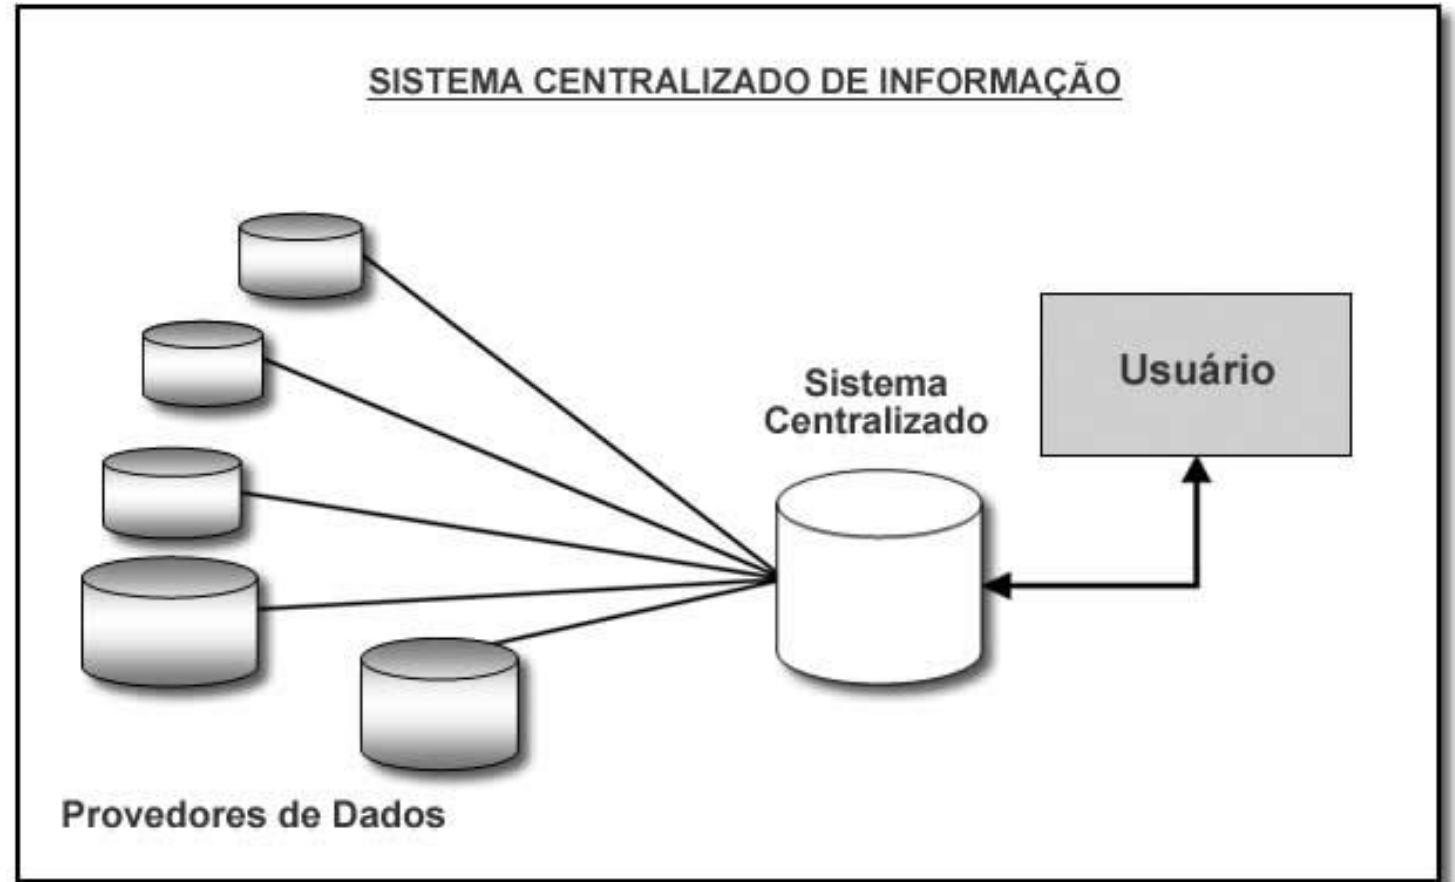 SISTEMA CENTRALIZADO DE INFORMAÇÃO
Sistema
Centralizado
Usuário
Provedores de Dados